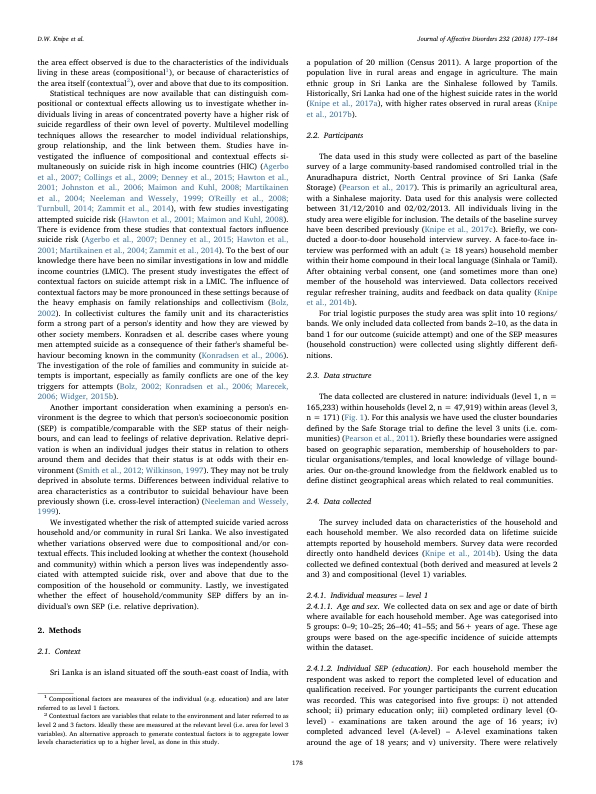 D.W. Knipe et al.
Journal of Affective Disorders 232 (2018) 177–184
the area effect observed is due to the characteristics of the individuals
living in these areas (compositional1), or because of characteristics of
the area itself (contextual2), over and above that due to its composition.
Statistical techniques are now available that can distinguish com-
positional or contextual effects allowing us to investigate whether in-
dividuals living in areas of concentrated poverty have a higher risk of
suicide regardless of their own level of poverty. Multilevel modelling
techniques allows the researcher to model individual relationships,
group relationship, and the link between them. Studies have in-
vestigated the influence of compositional and contextual effects si-
multaneously on suicide risk in high income countries (HIC) (Agerbo
et al., 2007; Collings et al., 2009; Denney et al., 2015; Hawton et al.,
2001; Johnston et al., 2006; Maimon and Kuhl, 2008; Martikainen
et al., 2004; Neeleman and Wessely, 1999; O'Reilly et al., 2008;
Turnbull, 2014; Zammit et al., 2014), with few studies investigating
attempted suicide risk (Hawton et al., 2001; Maimon and Kuhl, 2008).
There is evidence from these studies that contextual factors influence
suicide risk (Agerbo et al., 2007; Denney et al., 2015; Hawton et al.,
2001; Martikainen et al., 2004; Zammit et al., 2014). To the best of our
knowledge there have been no similar investigations in low and middle
income countries (LMIC). The present study investigates the effect of
contextual factors on suicide attempt risk in a LMIC. The influence of
contextual factors may be more pronounced in these settings because of
the heavy emphasis on family relationships and collectivism (Bolz,
2002). In collectivist cultures the family unit and its characteristics
form a strong part of a person's identity and how they are viewed by
other society members. Konradsen et al. describe cases where young
men attempted suicide as a consequence of their father's shameful be-
haviour becoming known in the community (Konradsen et al., 2006).
The investigation of the role of families and community in suicide at-
tempts is important, especially as family conflicts are one of the key
triggers for attempts (Bolz, 2002; Konradsen et al., 2006; Marecek,
2006; Widger, 2015b).
Another important consideration when examining a person's en-
vironment is the degree to which that person's socioeconomic position
(SEP) is compatible/comparable with the SEP status of their neigh-
bours, and can lead to feelings of relative deprivation. Relative depri-
vation is when an individual judges their status in relation to others
around them and decides that their status is at odds with their en-
vironment (Smith et al., 2012; Wilkinson, 1997). They may not be truly
deprived in absolute terms. Differences between individual relative to
area characteristics as a contributor to suicidal behaviour have been
previously shown (i.e. cross-level interaction) (Neeleman and Wessely,
1999).
We investigated whether the risk of attempted suicide varied across
household and/or community in rural Sri Lanka. We also investigated
whether variations observed were due to compositional and/or con-
textual effects. This included looking at whether the context (household
and community) within which a person lives was independently asso-
ciated with attempted suicide risk, over and above that due to the
composition of the household or community. Lastly, we investigated
whether the effect of household/community SEP differs by an in-
dividual's own SEP (i.e. relative deprivation).
2. Methods
2.1. Context
Sri Lanka is an island situated off the south-east coast of India, with
1 Compositional factors are measures of the individual (e.g. education) and are later
referred to as level 1 factors.
2 Contextual factors are variables that relate to the environment and later referred to as
level 2 and 3 factors. Ideally these are measured at the relevant level (i.e. area for level 3
variables). An alternative approach to generate contextual factors is to aggregate lower
levels characteristics up to a higher level, as done in this study.
a population of 20 million (Census 2011). A large proportion of the
population live in rural areas and engage in agriculture. The main
ethnic group in Sri Lanka are the Sinhalese followed by Tamils.
Historically, Sri Lanka had one of the highest suicide rates in the world
(Knipe et al., 2017a), with higher rates observed in rural areas (Knipe
et al., 2017b).
2.2. Participants
The data used in this study were collected as part of the baseline
survey of a large community-based randomised controlled trial in the
Anuradhapura district, North Central province of Sri Lanka (Safe
Storage) (Pearson et al., 2017). This is primarily an agricultural area,
with a Sinhalese majority. Data used for this analysis were collected
between 31/12/2010 and 02/02/2013. All individuals living in the
study area were eligible for inclusion. The details of the baseline survey
have been described previously (Knipe et al., 2017c). Briefly, we con-
ducted a door-to-door household interview survey. A face-to-face in-
terview was performed with an adult (≥ 18 years) household member
within their home compound in their local language (Sinhala or Tamil).
After obtaining verbal consent, one (and sometimes more than one)
member of the household was interviewed. Data collectors received
regular refresher training, audits and feedback on data quality (Knipe
et al., 2014b).
For trial logistic purposes the study area was split into 10 regions/
bands. We only included data collected from bands 2–10, as the data in
band 1 for our outcome (suicide attempt) and one of the SEP measures
(household construction) were collected using slightly different defi-
nitions.
2.3. Data structure
The data collected are clustered in nature: individuals (level 1, n =
165,233) within households (level 2, n = 47,919) within areas (level 3,
n = 171) (Fig. 1). For this analysis we have used the cluster boundaries
defined by the Safe Storage trial to define the level 3 units (i.e. com-
munities) (Pearson et al., 2011). Briefly these boundaries were assigned
based on geographic separation, membership of householders to par-
ticular organisations/temples, and local knowledge of village bound-
aries. Our on-the-ground knowledge from the fieldwork enabled us to
define distinct geographical areas which related to real communities.
2.4. Data collected
The survey included data on characteristics of the household and
each household member. We also recorded data on lifetime suicide
attempts reported by household members. Survey data were recorded
directly onto handheld devices (Knipe et al., 2014b). Using the data
collected we defined contextual (both derived and measured at levels 2
and 3) and compositional (level 1) variables.
2.4.1. Individual measures – level 1
2.4.1.1. Age and sex. We collected data on sex and age or date of birth
where available for each household member. Age was categorised into
5 groups: 0–9; 10–25; 26–40; 41–55; and 56+ years of age. These age
groups were based on the age-specific incidence of suicide attempts
within the dataset.
2.4.1.2. Individual SEP (education). For each household member the
respondent was asked to report the completed level of education and
qualification received. For younger participants the current education
was recorded. This was categorised into five groups: i) not attended
school; ii) primary education only; iii) completed ordinary level (O-
level) - examinations are taken around the age of 16 years; iv)
completed advanced level (A-level) – A-level examinations taken
around the age of 18 years; and v) university. There were relatively
178